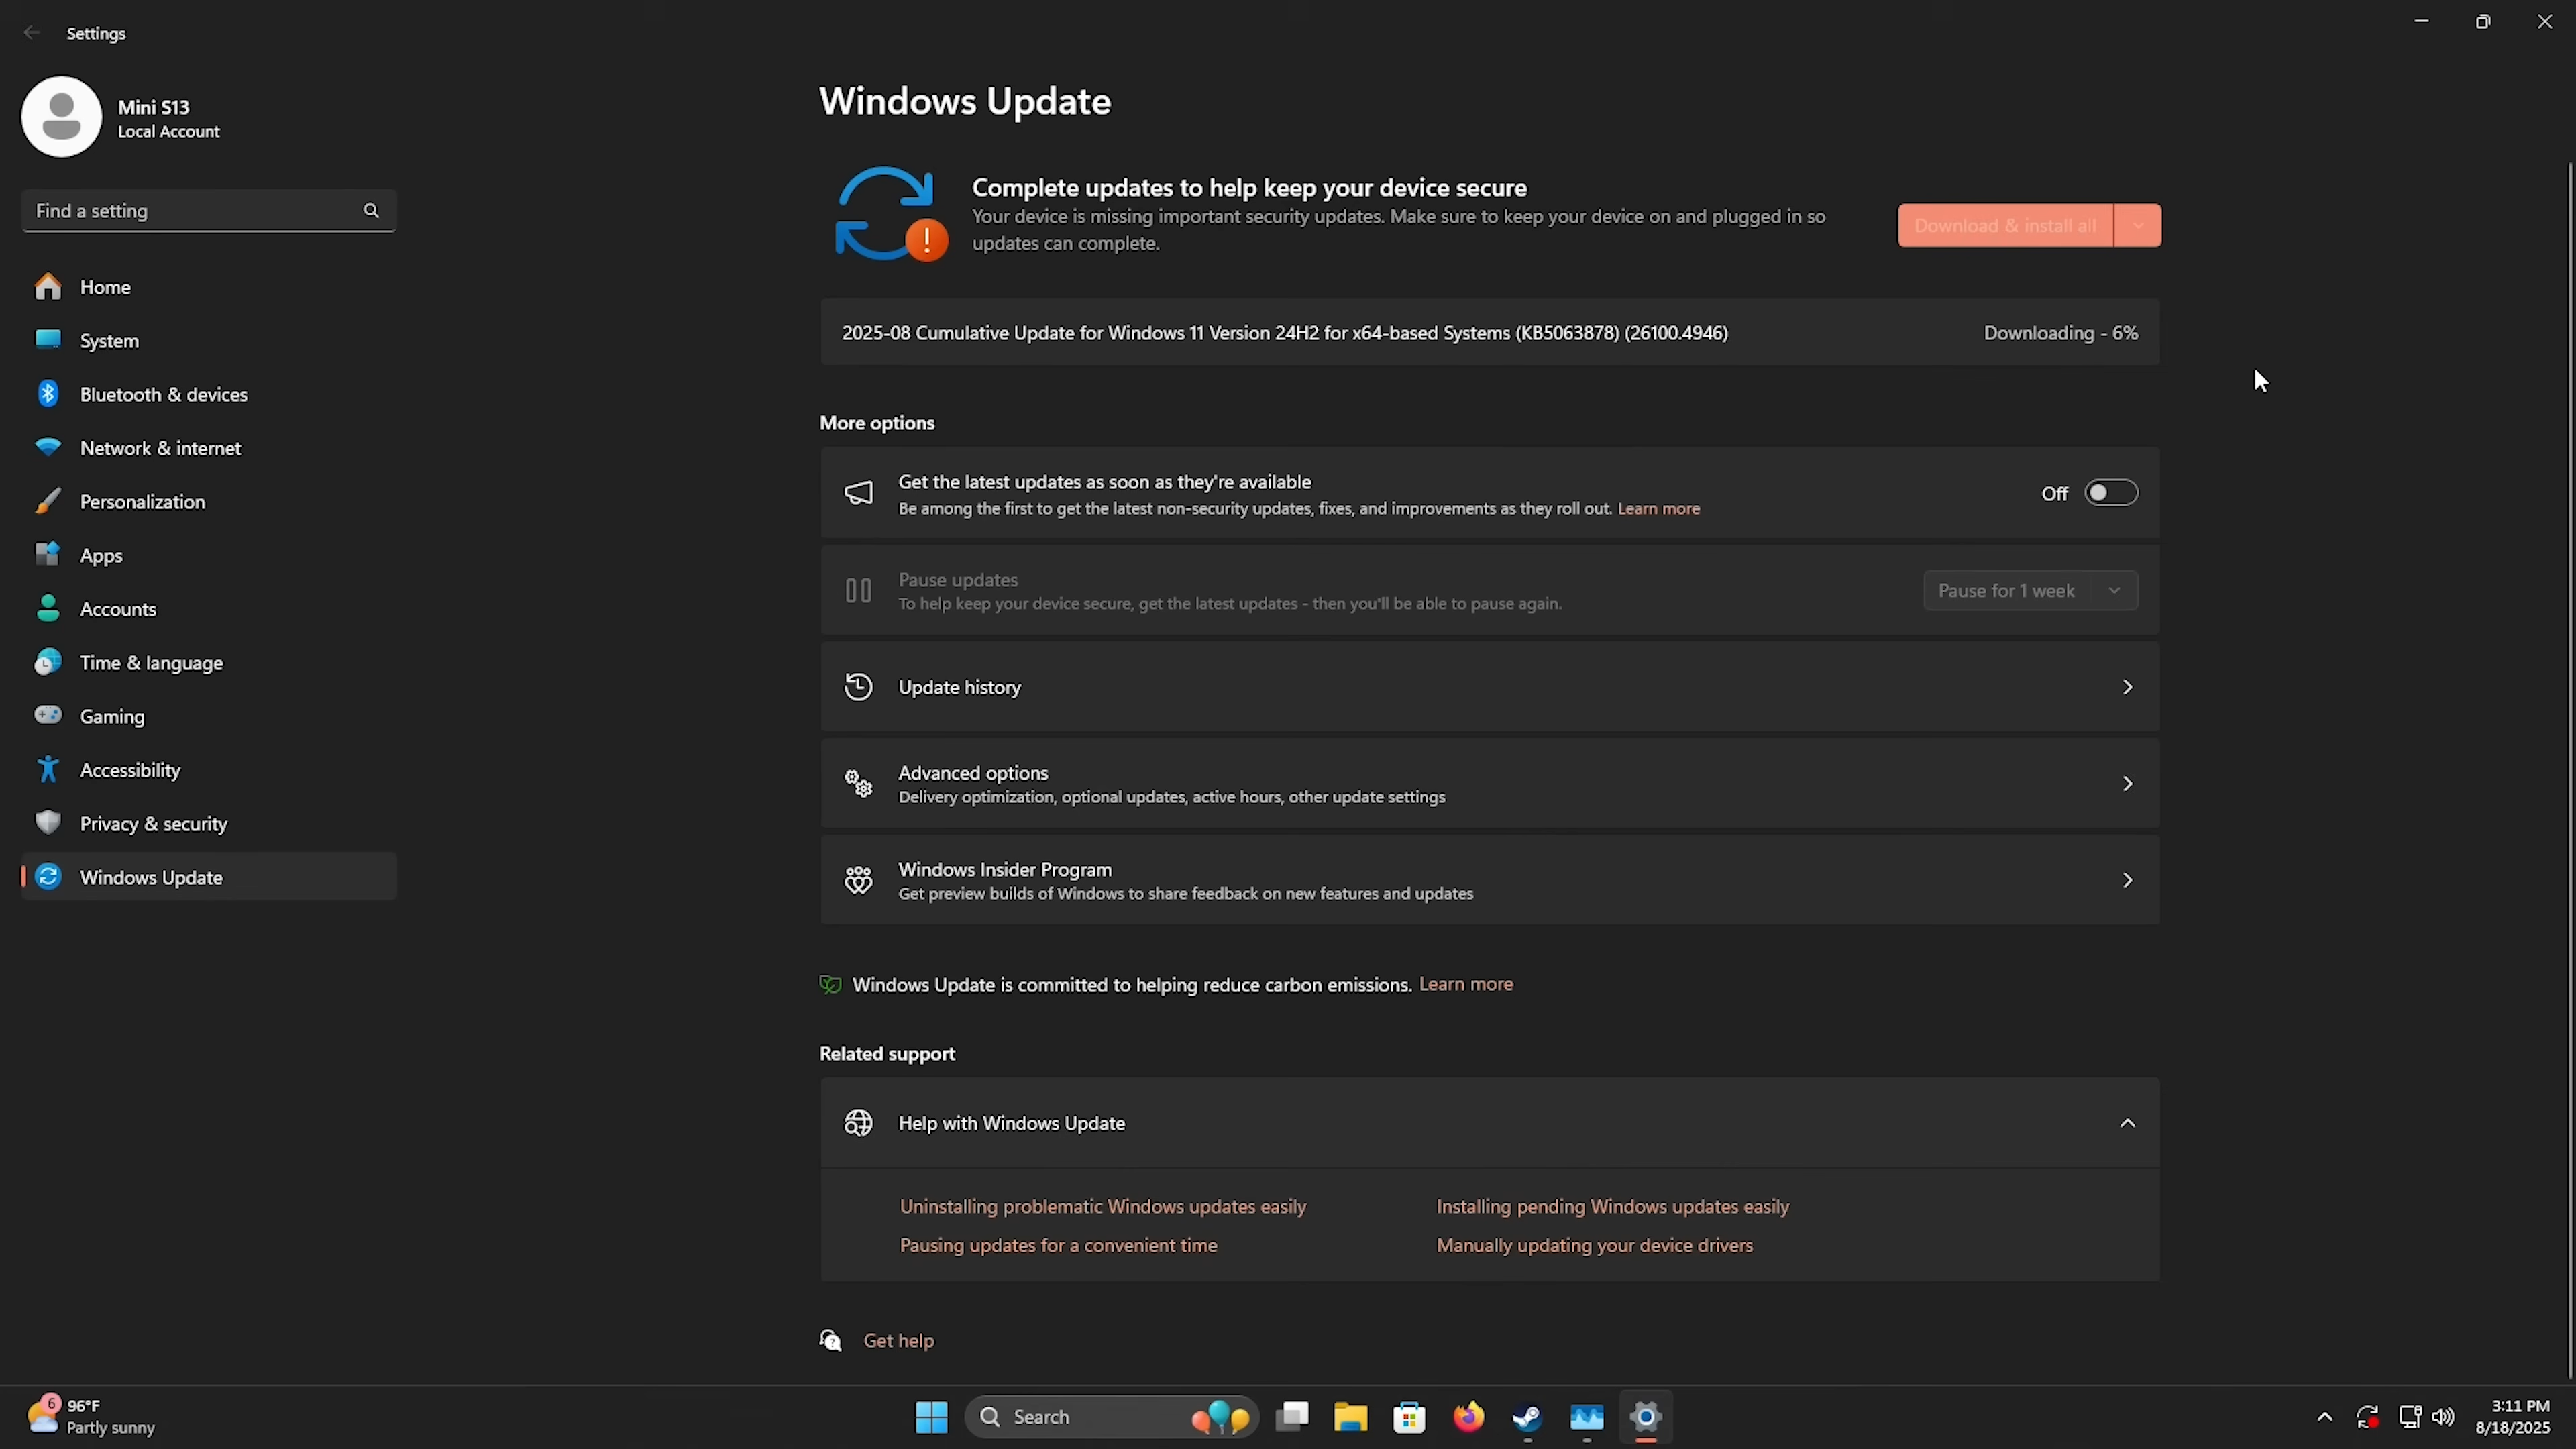 Settings
Mini S13
Local Account
Find a setting
Home
System
Bluetooth & devices
Network & internet
Personalization
Apps
Accounts
Time & language
Gaming
Accessibility
Privacy & security
Windows Update
Windows Update
Complete updates to help keep your device secure
Your device is missing important security updates. Make sure to keep your device on and plugged in so
updates can complete.
Download & install all
2025-08 Cumulative Update for Windows 11 Version 24H2 for x64-based Systems (KB5063878) (26100.4946)
Downloading - 6%
More options
Get the latest updates as soon as they're available
Be among the first to get the latest non-security updates, fixes, and improvements as they roll out. Learn more
Off
Pause updates
To help keep your device secure, get the latest updates - then you'll be able to pause again.
Pause for 1 week
Update history
Advanced options
Delivery optimization, optional updates, active hours, other update settings
Windows Insider Program
Get preview builds of Windows to share feedback on new features and updates
Windows Update is committed to helping reduce carbon emissions. Learn more
Related support
Help with Windows Update
Uninstalling problematic Windows updates easily
Installing pending Windows updates easily
Pausing updates for a convenient time
Manually updating your device drivers
Get help
6
96°F
Partly sunny
Search
3:11 PM
8/18/2025